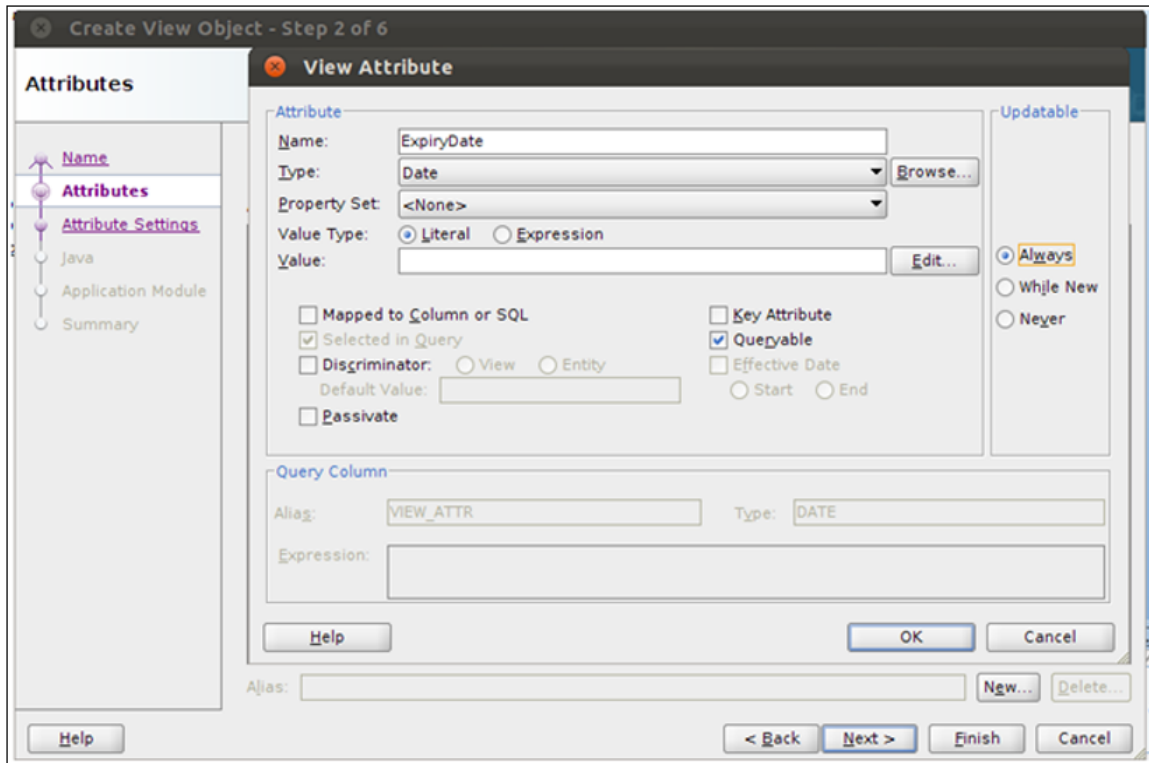 Create View Object - Step 2 of 6
Attributes
View Attribute
Name
Attributes
Attribute Settings
Java
Application Module
Summary
Attribute
Updatable
Name: ExpiryDate
Type: Date Browse...
Property Set: <None>
Value Type: Literal Expression
Value: Edit...
Always
While New
Never
Mapped to Column or SQL Key Attribute
Selected in Query Queryable
Discriminator: View Entity Effective Date
Default Value: Start End
Passivate
Query Column
Alias: VIEW_ATTR Type: DATE
Expression:
Help OK Cancel
Alias: New... Delete...
Help < Back Next > Finish Cancel